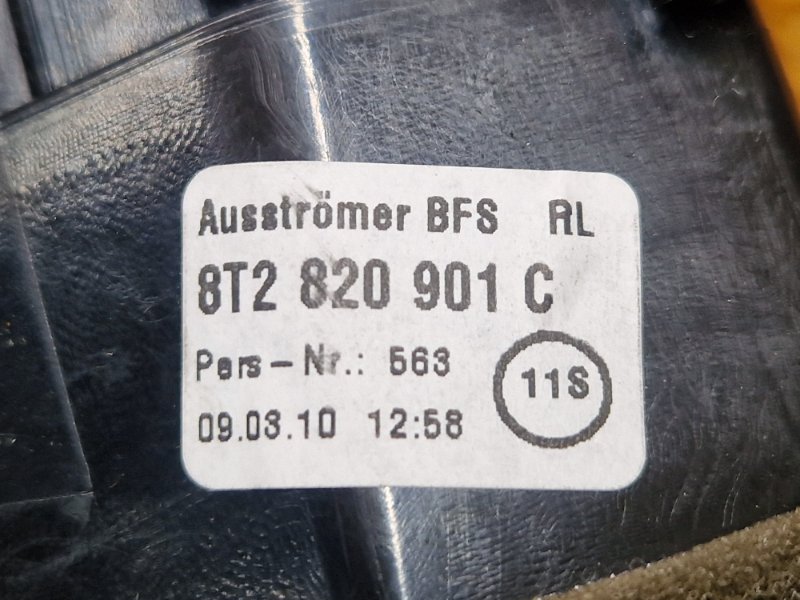 Ausströmer BFS RL
8T2 820 901 C
Pers-Nr.: 563
11S
09.03.10 12:58